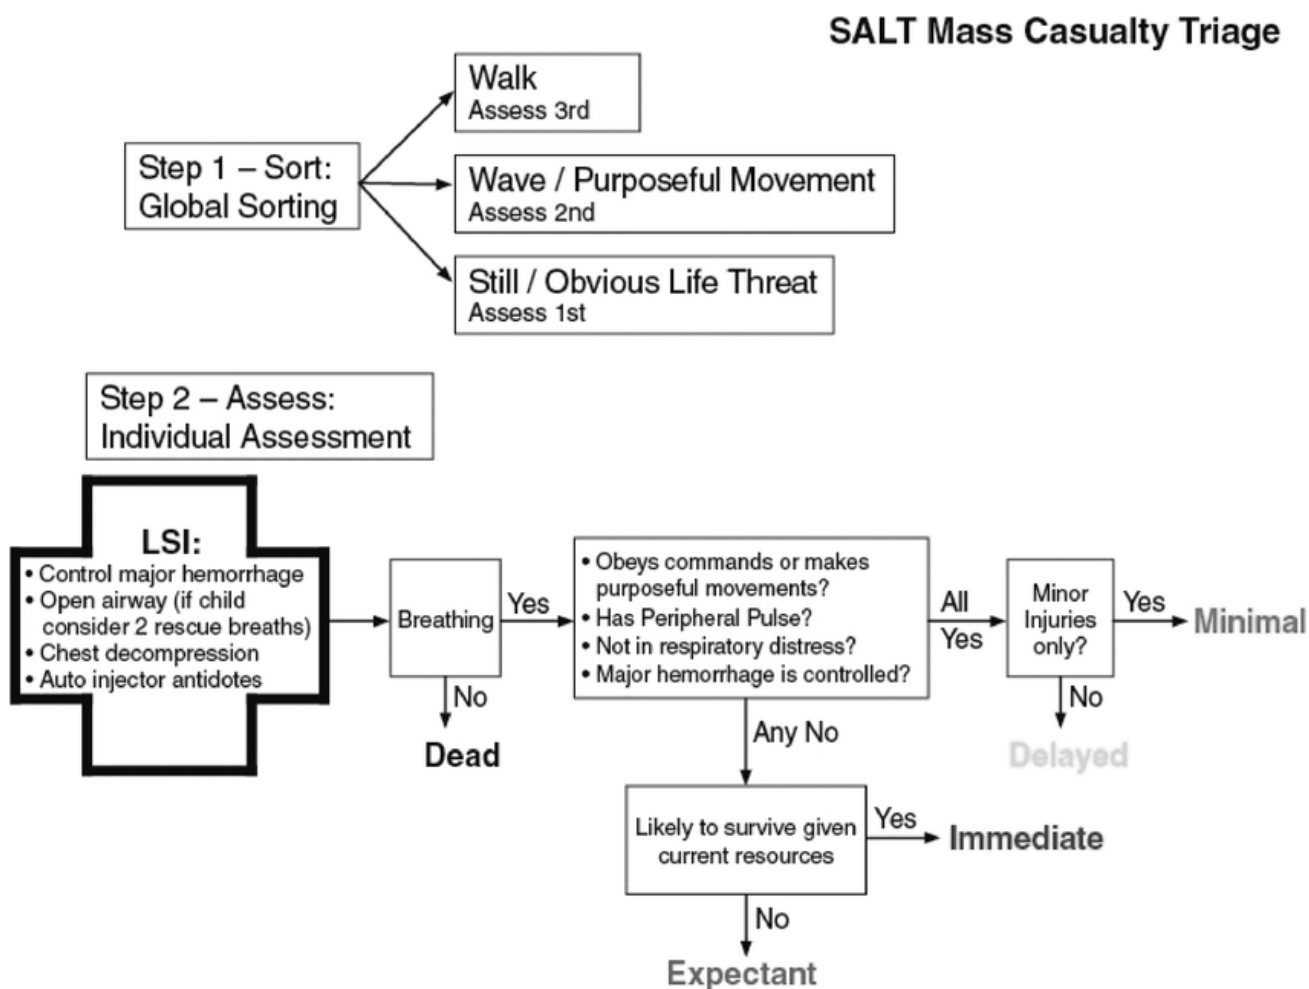 SALT Mass Casualty Triage
Walk
Assess 3rd
Step 1 – Sort:
Global Sorting
Wave / Purposeful Movement
Assess 2nd
Still / Obvious Life Threat
Assess 1st
Step 2 – Assess:
Individual Assessment
LSI:
• Control major hemorrhage
• Open airway (if child
consider 2 rescue breaths)
• Chest decompression
• Auto injector antidotes
Breathing
Yes
No
Dead
• Obeys commands or makes
purposeful movements?
• Has Peripheral Pulse?
• Not in respiratory distress?
• Major hemorrhage is controlled?
All
Yes
Minor
Injuries
only?
Yes
Minimal
No
Delayed
Any No
Likely to survive given
current resources
Yes
Immediate
No
Expectant